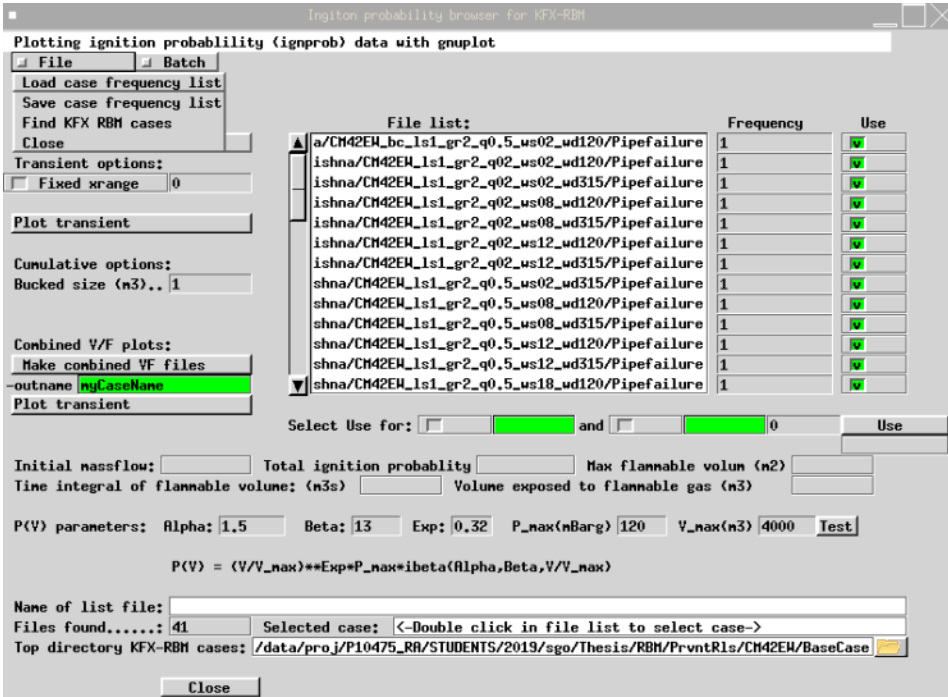 Ingiton probability browser for KFX-RBM
Plotting ignition probablility (ignprob) data with gnuplot
File Batch
Load case frequency list
Save case frequency list
Find KFX RBM cases
Close
File list: Frequency Use
a/CM42EW_bc_ls1_gr2_q0.5_ws02_wd120/Pipefailure 1 v
Transient options: ishna/CM42EW_ls1_gr2_q02_ws02_wd120/Pipefailure 1 v
Fixed xrange 0 ishna/CM42EW_ls1_gr2_q02_ws02_wd315/Pipefailure 1 v
ishna/CM42EW_ls1_gr2_q02_ws08_wd120/Pipefailure 1 v
Plot transient ishna/CM42EW_ls1_gr2_q02_ws08_wd315/Pipefailure 1 v
ishna/CM42EW_ls1_gr2_q02_ws12_wd120/Pipefailure 1 v
Cumulative options: ishna/CM42EW_ls1_gr2_q02_ws12_wd315/Pipefailure 1 v
Bucked size (m3).. 1 shna/CM42EW_ls1_gr2_q0.5_ws02_wd315/Pipefailure 1 v
shna/CM42EW_ls1_gr2_q0.5_ws08_wd120/Pipefailure 1 v
shna/CM42EW_ls1_gr2_q0.5_ws08_wd315/Pipefailure 1 v
Combined V/F plots: shna/CM42EW_ls1_gr2_q0.5_ws12_wd120/Pipefailure 1 v
Make combined VF files shna/CM42EW_ls1_gr2_q0.5_ws12_wd315/Pipefailure 1 v
-outname myCaseName shna/CM42EW_ls1_gr2_q0.5_ws18_wd120/Pipefailure 1 v
Plot transient
Select Use for: and 0 Use
Initial massflow: Total ignition probablity Max flammable volum (m2)
Time integral of flammable volume: (m3s) Volume exposed to flammable gas (m3)
P(V) parameters: Alpha: 1.5 Beta: 13 Exp: 0.32 P_max(mBarg) 120 V_max(m3) 4000 Test
P(V) = (V/V_max)**Exp*P_max*ibeta(Alpha,Beta,V/V_max)
Name of list file:
Files found......: 41 Selected case: <-Double click in file list to select case->
Top directory KFX-RBM cases: /data/proj/P10475_RA/STUDENTS/2019/sgo/Thesis/RBM/PrvntRls/CM42EW/BaseCase
Close